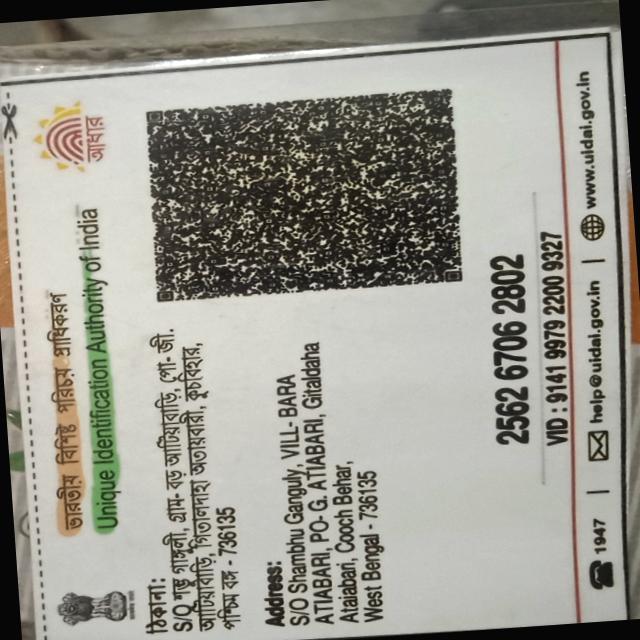 ভারতীয় বিশিষ্ট পরিচয় প্রাধিকরণ
Unique Identification Authority of India
আধার
ঠিকানা:
S/O শম্ভু গাঙ্গুলী, গ্রাম- বড় আটিয়াবাড়ি, পো- জী.
আটিয়াবাড়ি, গিতালদাহা অতায়বারী, কুচবিহার,
পশ্চিম বঙ্গ - 736135
Address:
S/O Shambhu Ganguly, VILL- BARA
ATIABARI, PO- G. ATIABARI, Gitaldaha
Ataiabari, Cooch Behar,
West Bengal - 736135
2562 6706 2802
VID : 9141 9979 2200 9327
1947 | help@uidai.gov.in | www.uidai.gov.in